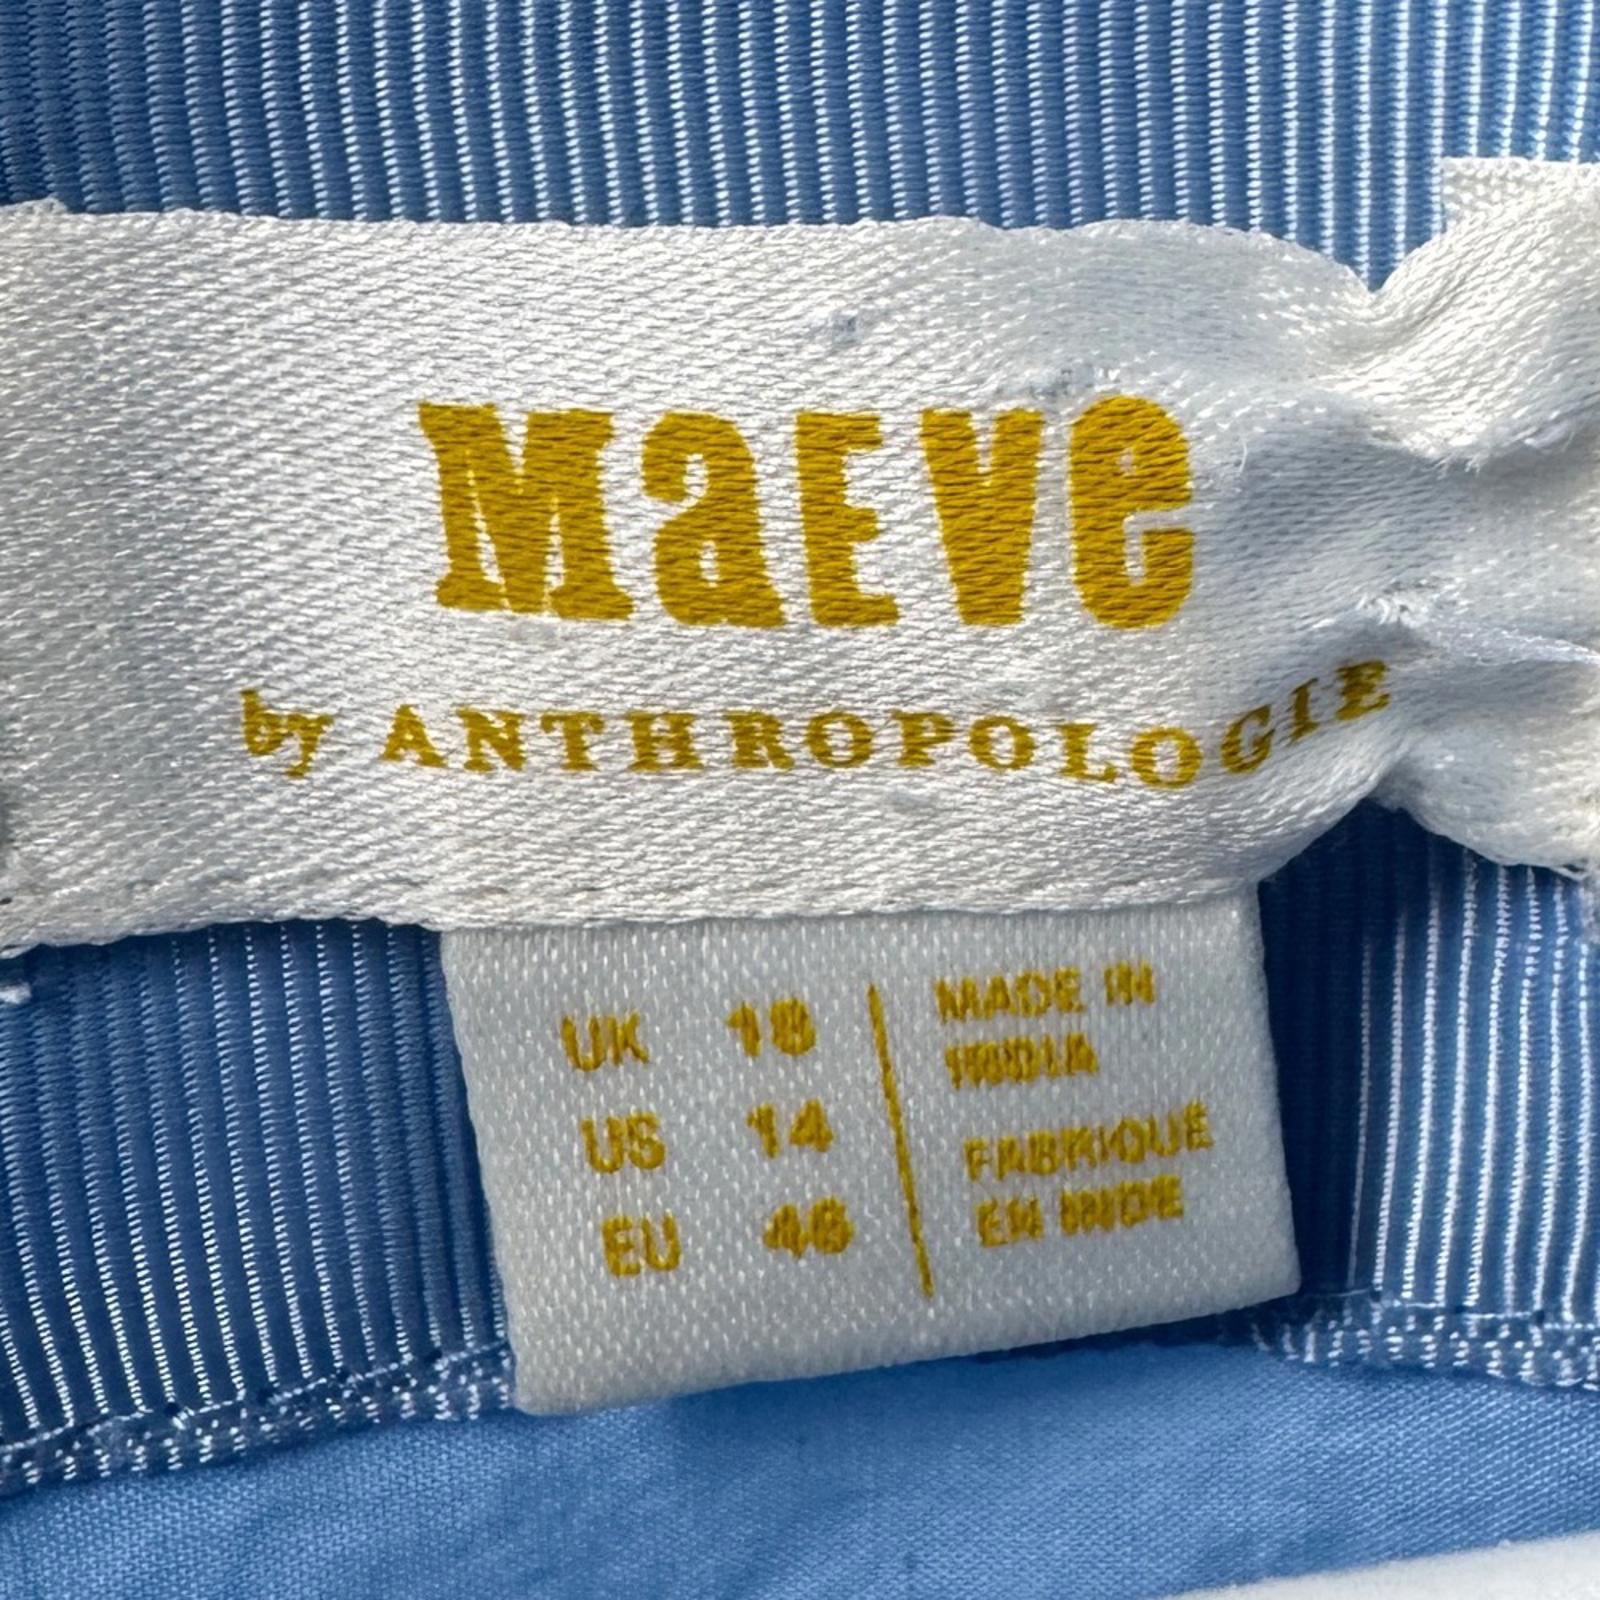 MaEVe
by ANTHROPOLOGIE
UK 18
US 14
EU 46
MADE IN
INDIA
FABRIQUE
EN INDE